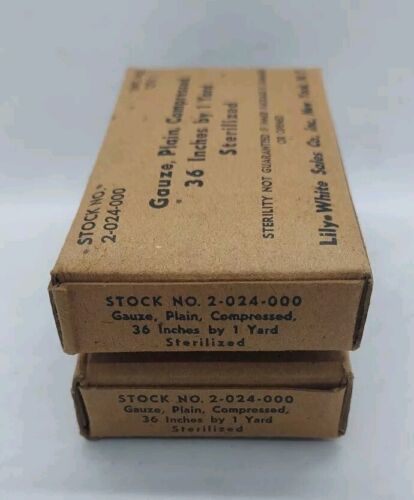 STOCK NO.
2-024-000
Gauze, Plain, Compressed
36 Inches by 1 Yard
Sterilized
STERILITY NOT GUARANTEED IF
OR OPENED
Lily-White Sales Co. Inc. New York, N.Y.
STOCK NO. 2-024-000
Gauze, Plain, Compressed,
36 Inches by 1 Yard
Sterilized
STOCK NO. 2-024-000
Gauze, Plain, Compressed,
36 Inches by 1 Yard
Sterilized